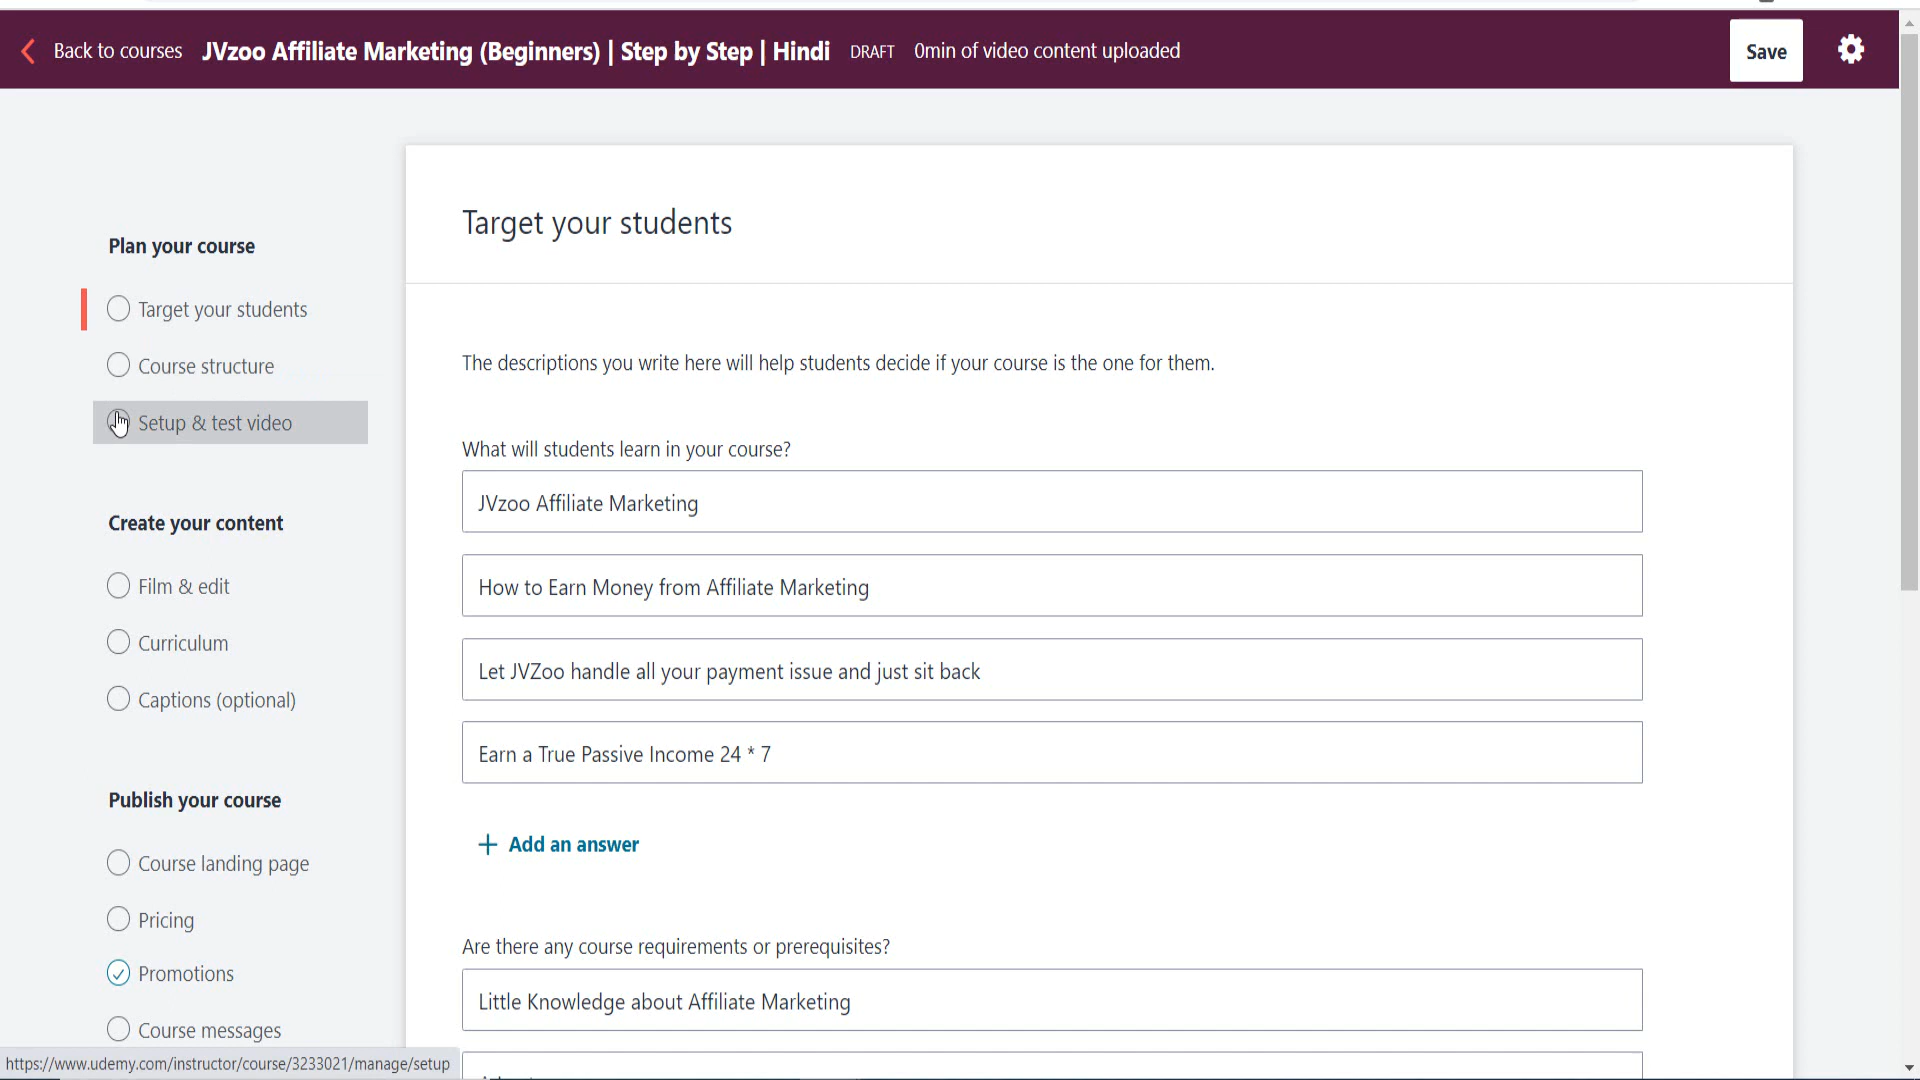 Back to courses JVzoo Affiliate Marketing (Beginners) | Step by Step | Hindi DRAFT 0min of video content uploaded Save
Target your students
Plan your course
Target your students
Course structure
Setup & test video
Create your content
Film & edit
Curriculum
Captions (optional)
Publish your course
Course landing page
Pricing
Promotions
Course messages
The descriptions you write here will help students decide if your course is the one for them.
What will students learn in your course?
JVzoo Affiliate Marketing
How to Earn Money from Affiliate Marketing
Let JVZoo handle all your payment issue and just sit back
Earn a True Passive Income 24 * 7
+ Add an answer
Are there any course requirements or prerequisites?
Little Knowledge about Affiliate Marketing
https://www.udemy.com/instructor/course/3233021/manage/setup